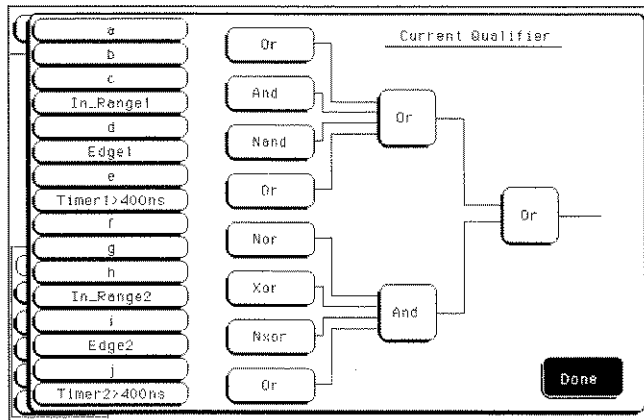 a
b
c
In_Range1
d
Edge1
e
Timer1>400ns
f
g
h
In_Range2
i
Edge2
j
Timer2>400ns
Or
And
Nand
Or
Nor
Xor
Nxor
Or
Or
And
Or
Current Qualifier
Done